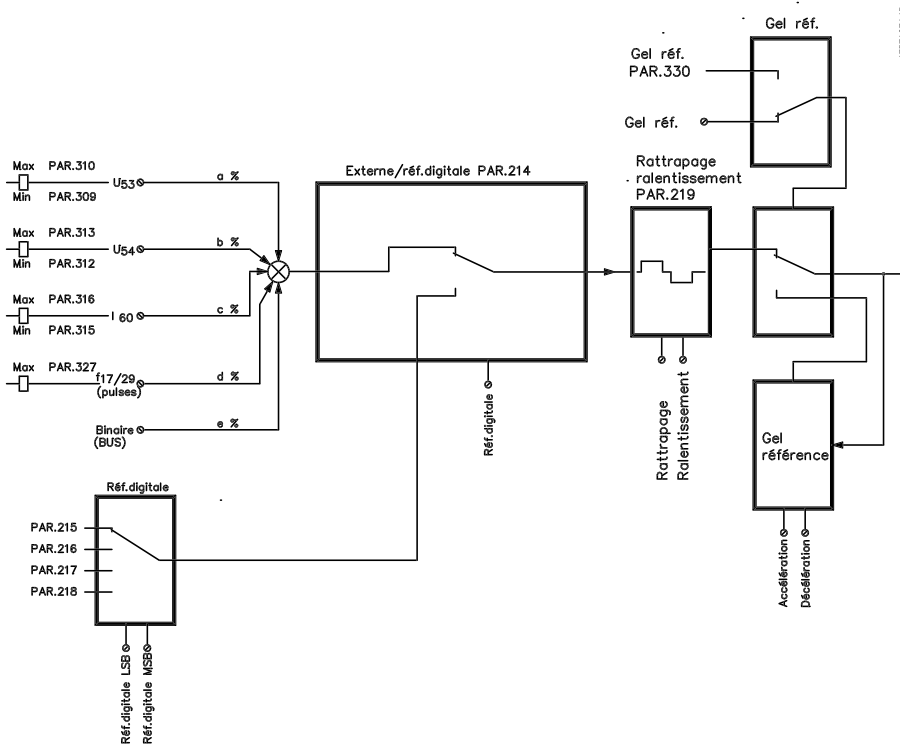 Gel réf.
Gel réf.
PAR.330
Gel réf.
Max PAR.310
U53
a %
Min PAR.309
Max PAR.313
U54
b %
Min PAR.312
Max PAR.316
I 60
c %
Min PAR.315
Max PAR.327
f17/29
(pulses)
d %
Binaire
(BUS)
e %
Externe/réf.digitale PAR.214
Réf.digitale
Rattrapage
ralentissement
PAR.219
Rattrapage
Ralentissement
Gel
référence
Accélération
Décélération
Réf.digitale
PAR.215
PAR.216
PAR.217
PAR.218
Réf.digitale LSB
Réf.digitale MSB